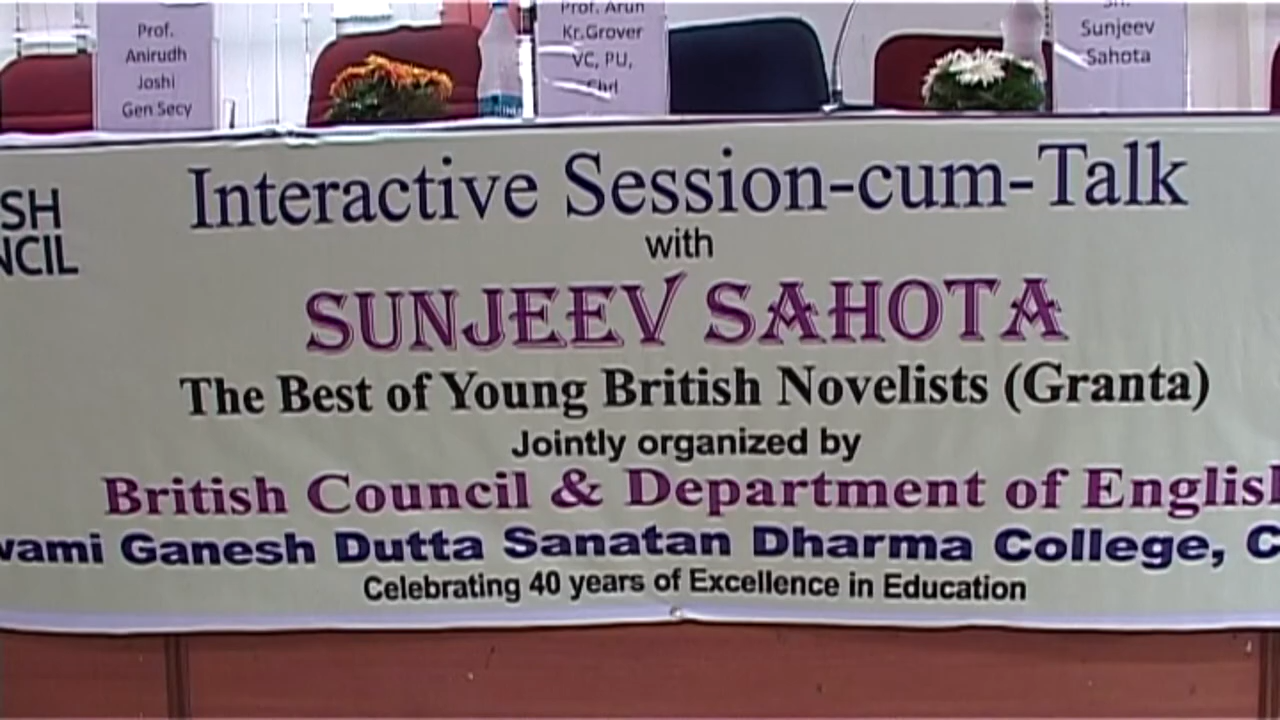 Prof.
Anirudh
Joshi
Gen Secy
Prof. Arun
Kr.Grover
VC, PU,
Chd
Sunjeev
Sahota
SH
NCIL
Interactive Session-cum-Talk
with
SUNJEEV SAHOTA
The Best of Young British Novelists (Granta)
Jointly organized by
British Council & Department of English
wami Ganesh Dutta Sanatan Dharma College, C
Celebrating 40 years of Excellence in Education